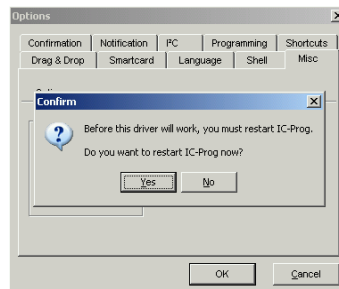 Options
Confirmation Notification I²C Programming Shortcuts
Drag & Drop Smartcard Language Shell Misc
Confirm
Before this driver will work, you must restart IC-Prog.
Do you want to restart IC-Prog now?
Yes No
OK Cancel